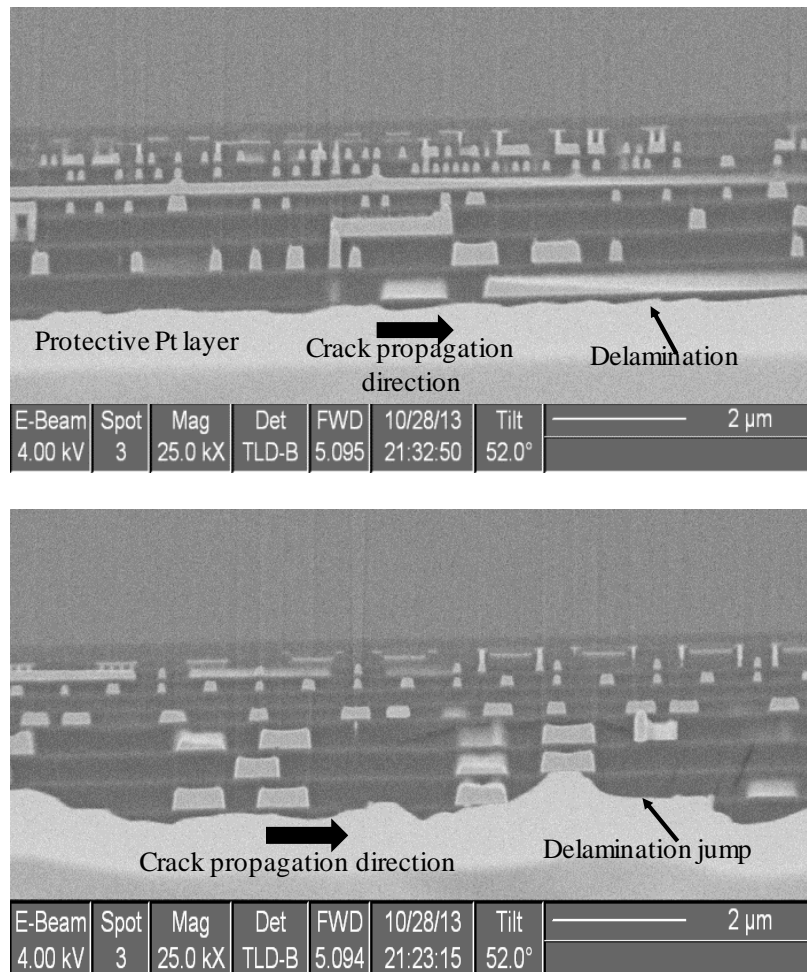 Protective Pt layer
Crack propagation
direction
Delamination
E-Beam Spot Mag Det FWD 10/28/13 Tilt 2 µm
4.00 kV 3 25.0 kX TLD-B 5.095 21:32:50 52.0°
Crack propagation direction
Delamination jump
E-Beam Spot Mag Det FWD 10/28/13 Tilt 2 µm
4.00 kV 3 25.0 kX TLD-B 5.094 21:23:15 52.0°